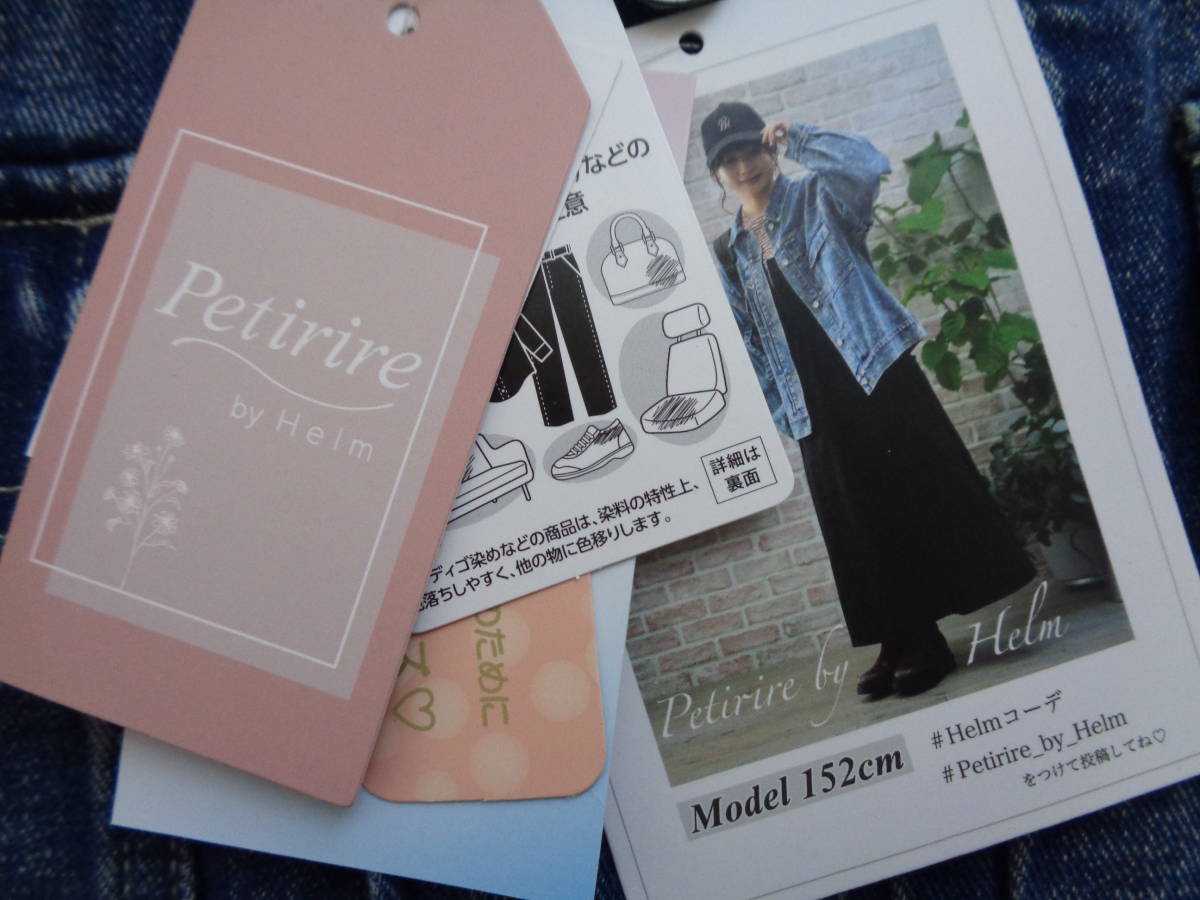 Petirire
by Helm
などの
意
詳細は
裏面
ディゴ染めなどの商品は、染料の特性上、
落ちしやすく、他の物に色移りします。
ために
♡
Petirire by Helm
Model 152cm
#Helmコーデ
#Petirire_by_Helm
をつけて投稿してね♡